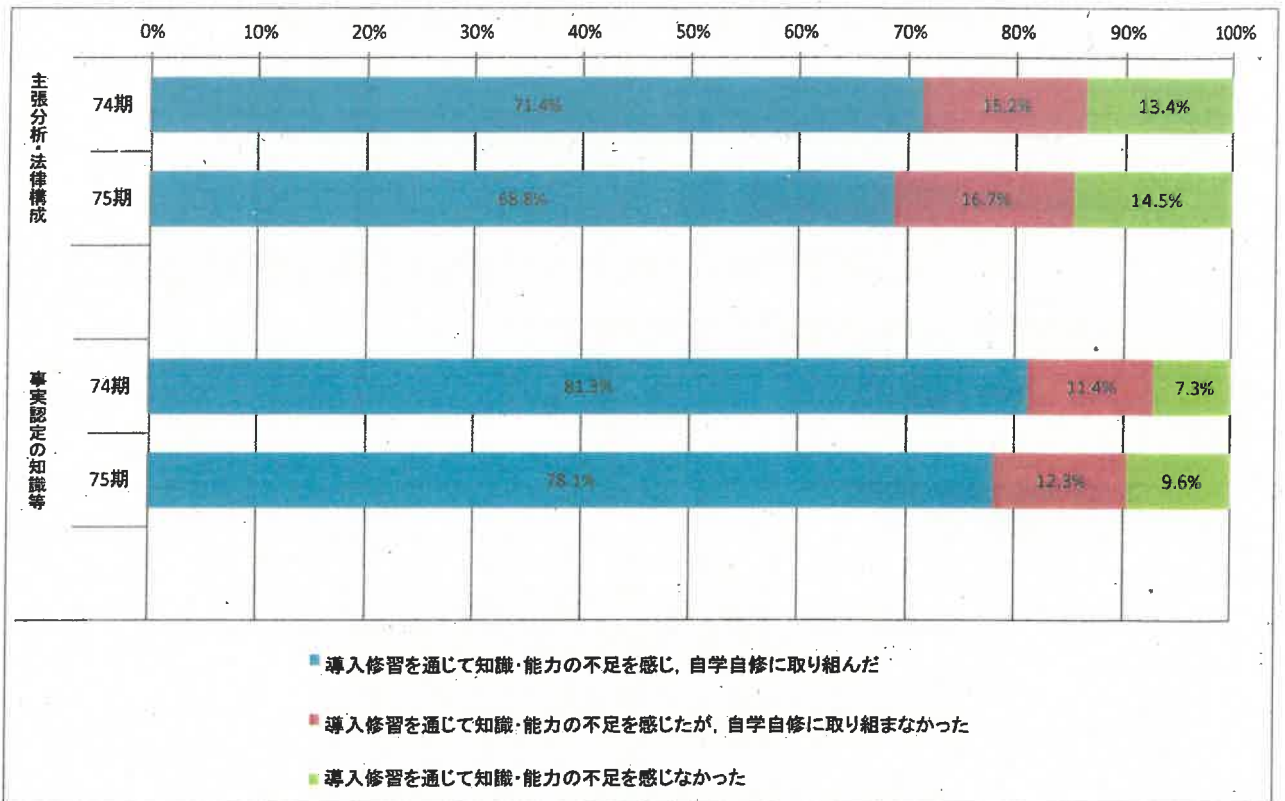 0% 10% 20% 30% 40% 50% 60% 70% 80% 90% 100%
主張分析・法律構成
74期 71.4% 15.2% 13.4%
75期 68.8% 16.7% 14.5%
事実認定の知識等
74期 81.3% 11.4% 7.3%
75期 78.1% 12.3% 9.6%
導入修習を通じて知識・能力の不足を感じ，自学自修に取り組んだ
導入修習を通じて知識・能力の不足を感じたが，自学自修に取り組まなかった
導入修習を通じて知識・能力の不足を感じなかった